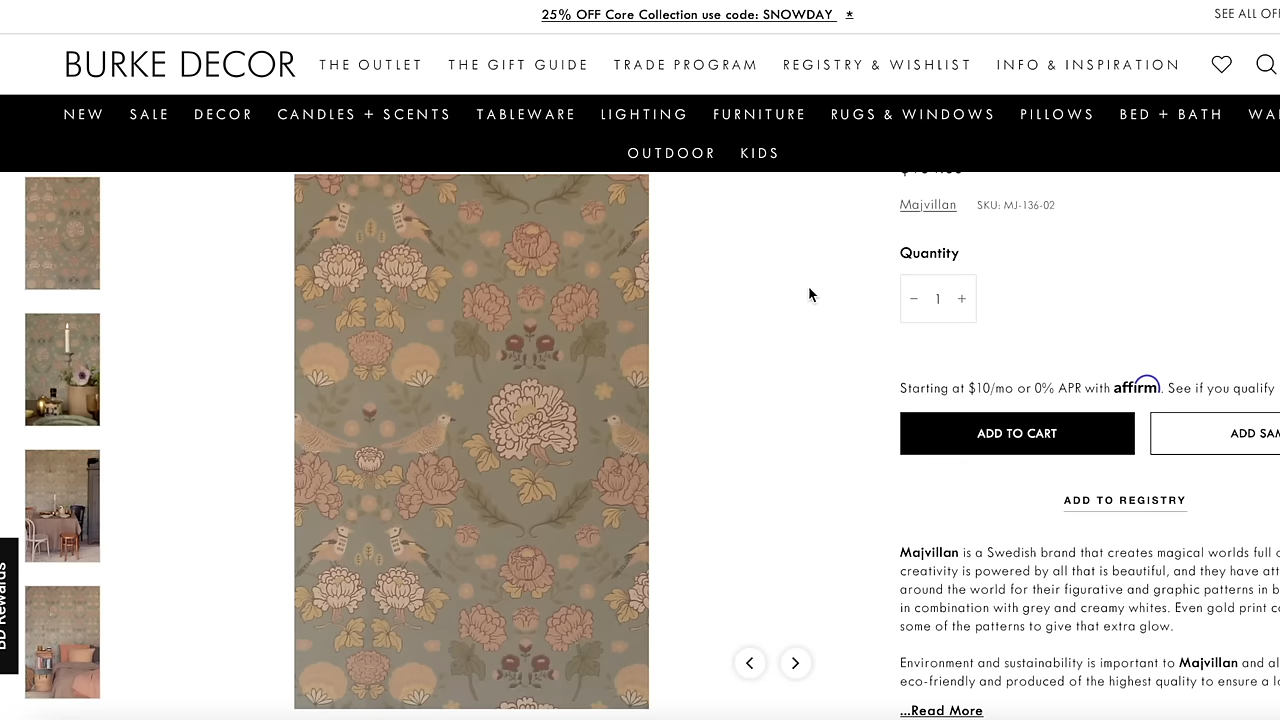 25% OFF Core Collection use code: SNOWDAY *
SEE ALL OF
BURKE DECOR
THE OUTLET THE GIFT GUIDE TRADE PROGRAM REGISTRY & WISHLIST INFO & INSPIRATION
NEW SALE DECOR CANDLES + SCENTS TABLEWARE LIGHTING FURNITURE RUGS & WINDOWS PILLOWS BED + BATH
OUTDOOR KIDS
Majvillan SKU: MJ-136-02
Quantity
− 1 +
Starting at $10/mo or 0% APR with affirm. See if you qualify
ADD TO CART
ADD SAM
ADD TO REGISTRY
Majvillan is a Swedish brand that creates magical worlds full
creativity is powered by all that is beautiful, and they have
around the world for their figurative and graphic patterns in
in combination with grey and creamy whites. Even gold print
some of the patterns to give that extra glow.
Environment and sustainability is important to Majvillan and
eco-friendly and produced of the highest quality to ensure a
...Read More
BD Rewards